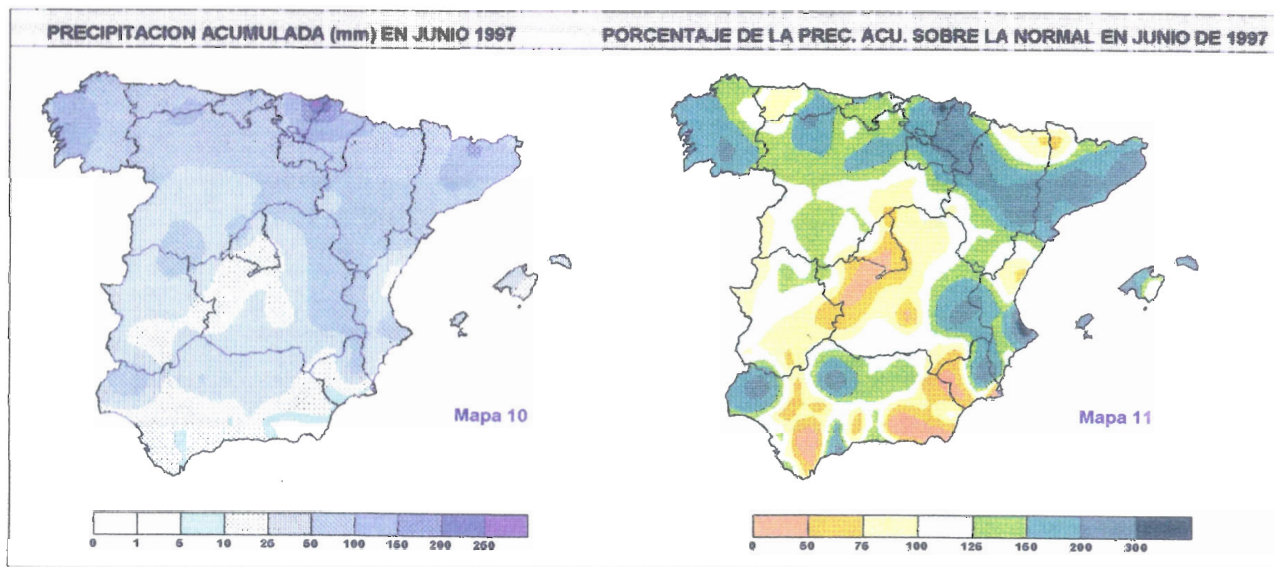 PRECIPITACION ACUMULADA (mm) EN JUNIO 1997
PORCENTAJE DE LA PREC. ACU. SOBRE LA NORMAL EN JUNIO DE 1997
Mapa 10
Mapa 11
0 1 5 10 25 50 100 150 200 250
0 50 75 100 125 150 200 300